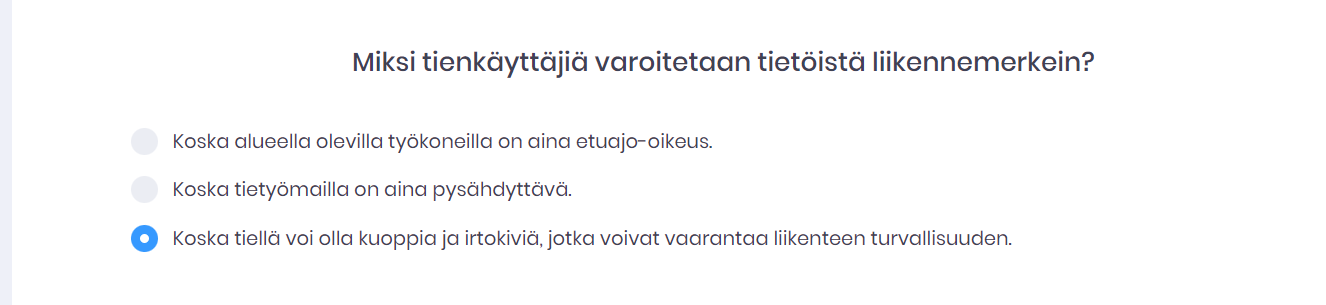 Miksi tienkäyttäjiä varoitetaan tietöistä liikennemerkein?
Koska alueella olevilla työkoneilla on aina etuajo-oikeus.
Koska tietyömailla on aina pysähdyttävä.
Koska tiellä voi olla kuoppia ja irtokiviä, jotka voivat vaarantaa liikenteen turvallisuuden.